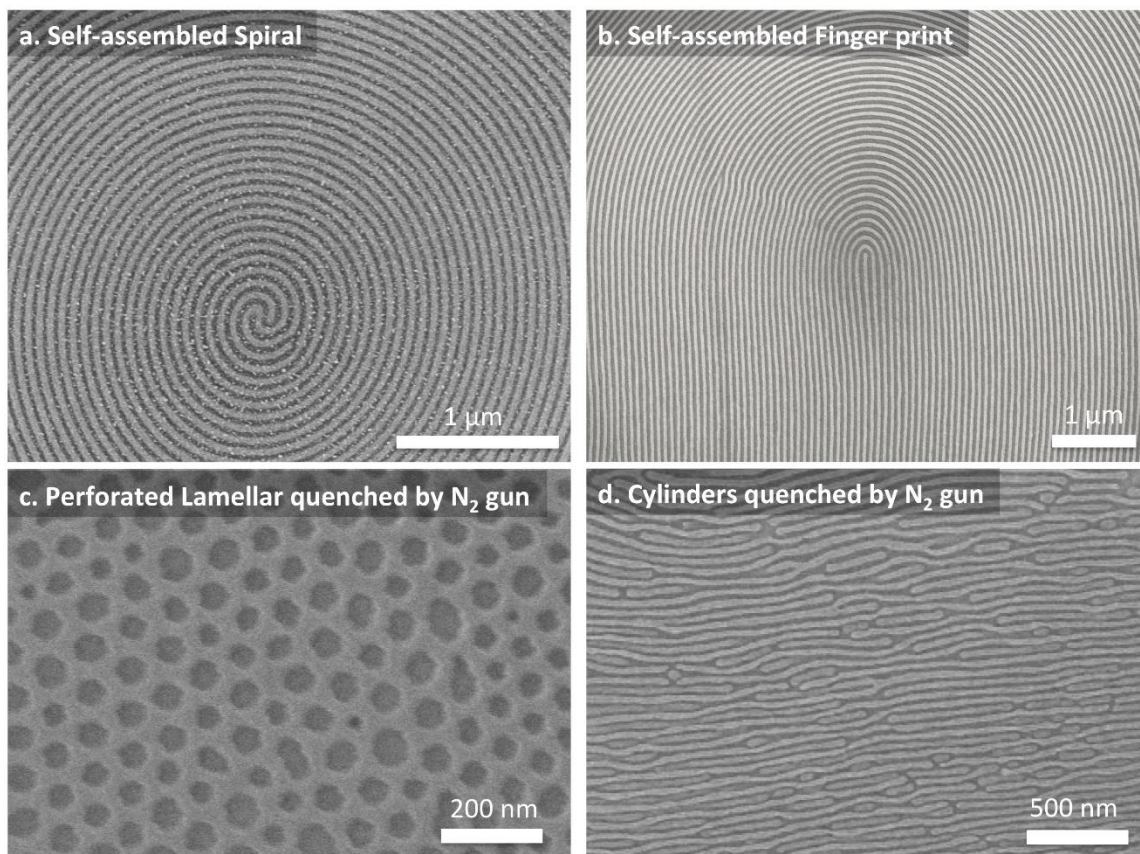 a. Self-assembled Spiral
b. Self-assembled Finger print
1 μm
1 μm
c. Perforated Lamellar quenched by N₂ gun
d. Cylinders quenched by N₂ gun
200 nm
500 nm